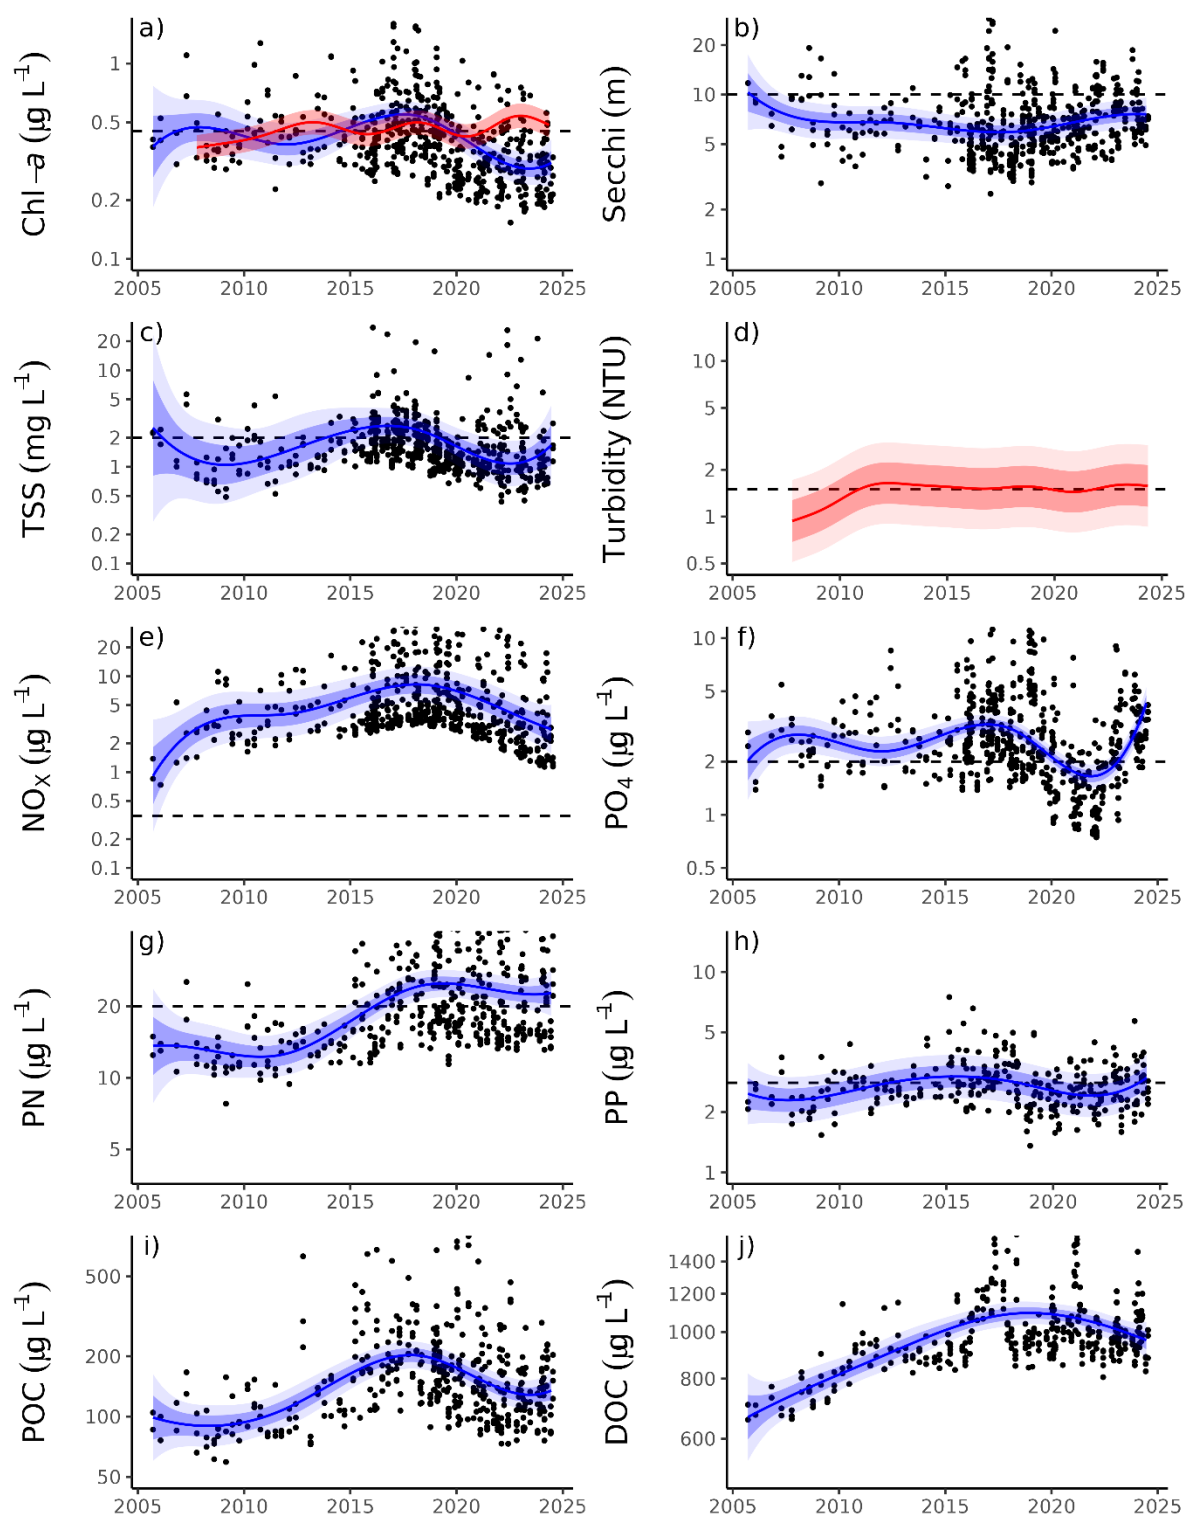 a)
Chl−a (µg L⁻¹)
1
0.5
0.2
0.1
2005 2010 2015 2020 2025
b)
Secchi (m)
20
10
5
2
1
2005 2010 2015 2020 2025
c)
TSS (mg L⁻¹)
20
10
5
2
1
0.5
0.1
2005 2010 2015 2020 2025
d)
Turbidity (NTU)
10
5
2
1
0.5
2005 2010 2015 2020 2025
e)
NOₓ (µg L⁻¹)
20
10
5
2
1
0.5
0.2
0.1
2005 2010 2015 2020 2025
f)
PO₄ (µg L⁻¹)
10
5
2
1
0.5
2005 2010 2015 2020 2025
g)
PN (µg L⁻¹)
20
10
5
2005 2010 2015 2020 2025
h)
PP (µg L⁻¹)
10
5
2
1
2005 2010 2015 2020 2025
i)
POC (µg L⁻¹)
500
200
100
50
2005 2010 2015 2020 2025
j)
DOC (µg L⁻¹)
1400
1200
1000
800
600
2005 2010 2015 2020 2025